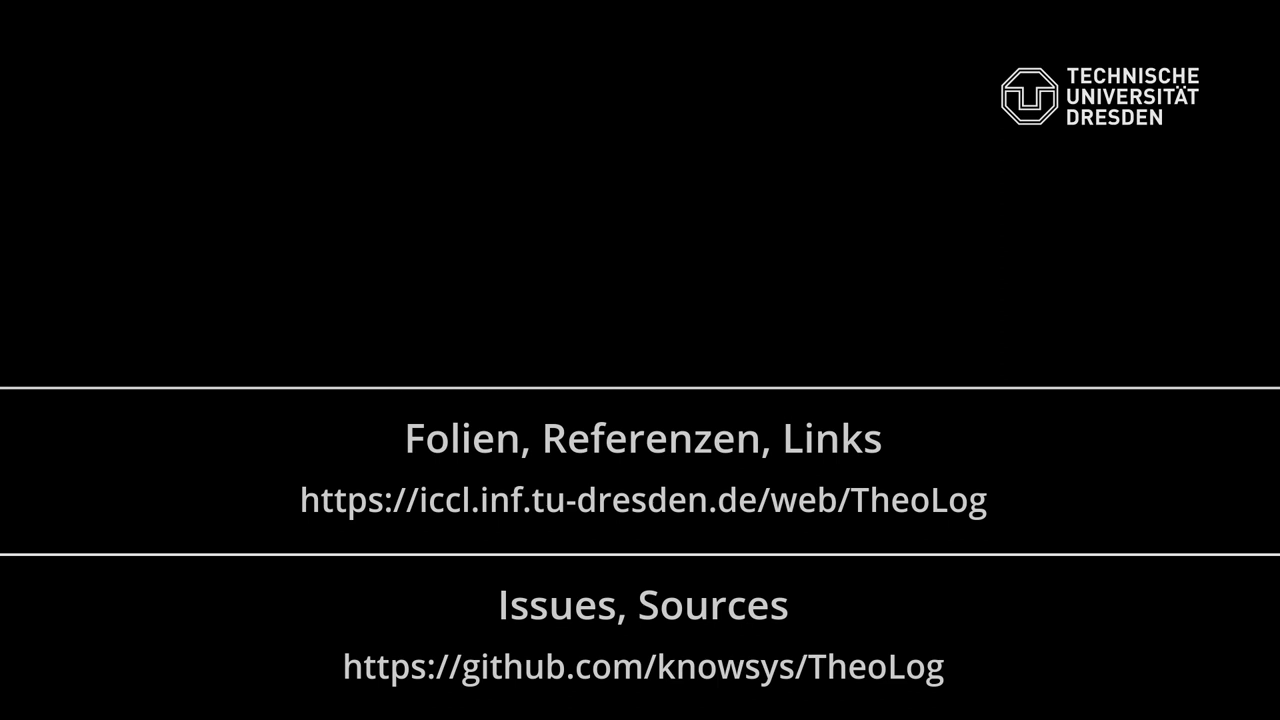 TECHNISCHE
UNIVERSITÄT
DRESDEN
Folien, Referenzen, Links
https://iccl.inf.tu-dresden.de/web/TheoLog
Issues, Sources
https://github.com/knowsys/TheoLog